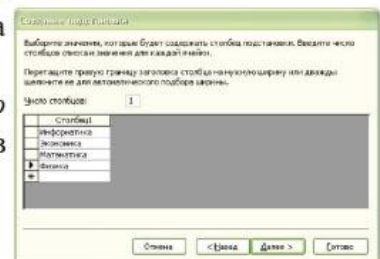 Создание подстановки
Выберите значения, которые будет содержать столбец подстановки. Введите число
столбцов списка и значения для каждой ячейки.
Перетащите правую границу заголовка столбца на нужную ширину или дважды
щелкните ее для автоматического подбора ширины.
Число столбцов: 1
Столбец1
Информатика
Экономика
Математика
Физика
Отмена < Назад Далее > Готово
а
о
в